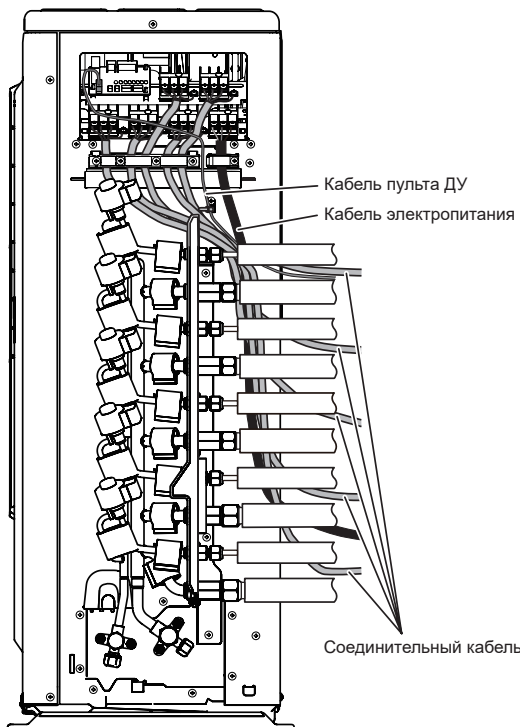 Кабель пульта ДУ
Кабель электропитания
Соединительный кабель